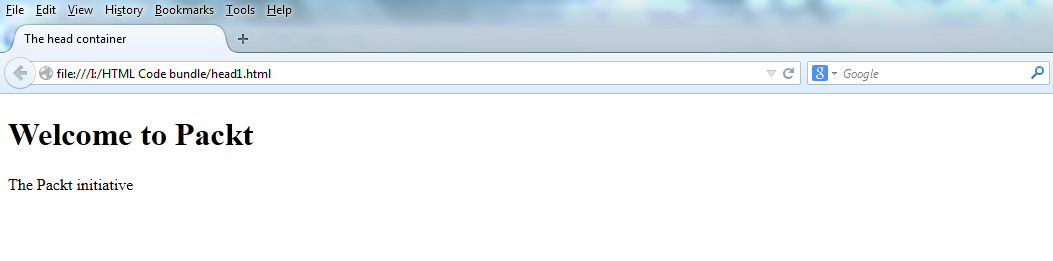 File Edit View History Bookmarks Tools Help
The head container
file:///I:/HTML Code bundle/head1.html
Google
Welcome to Packt
The Packt initiative